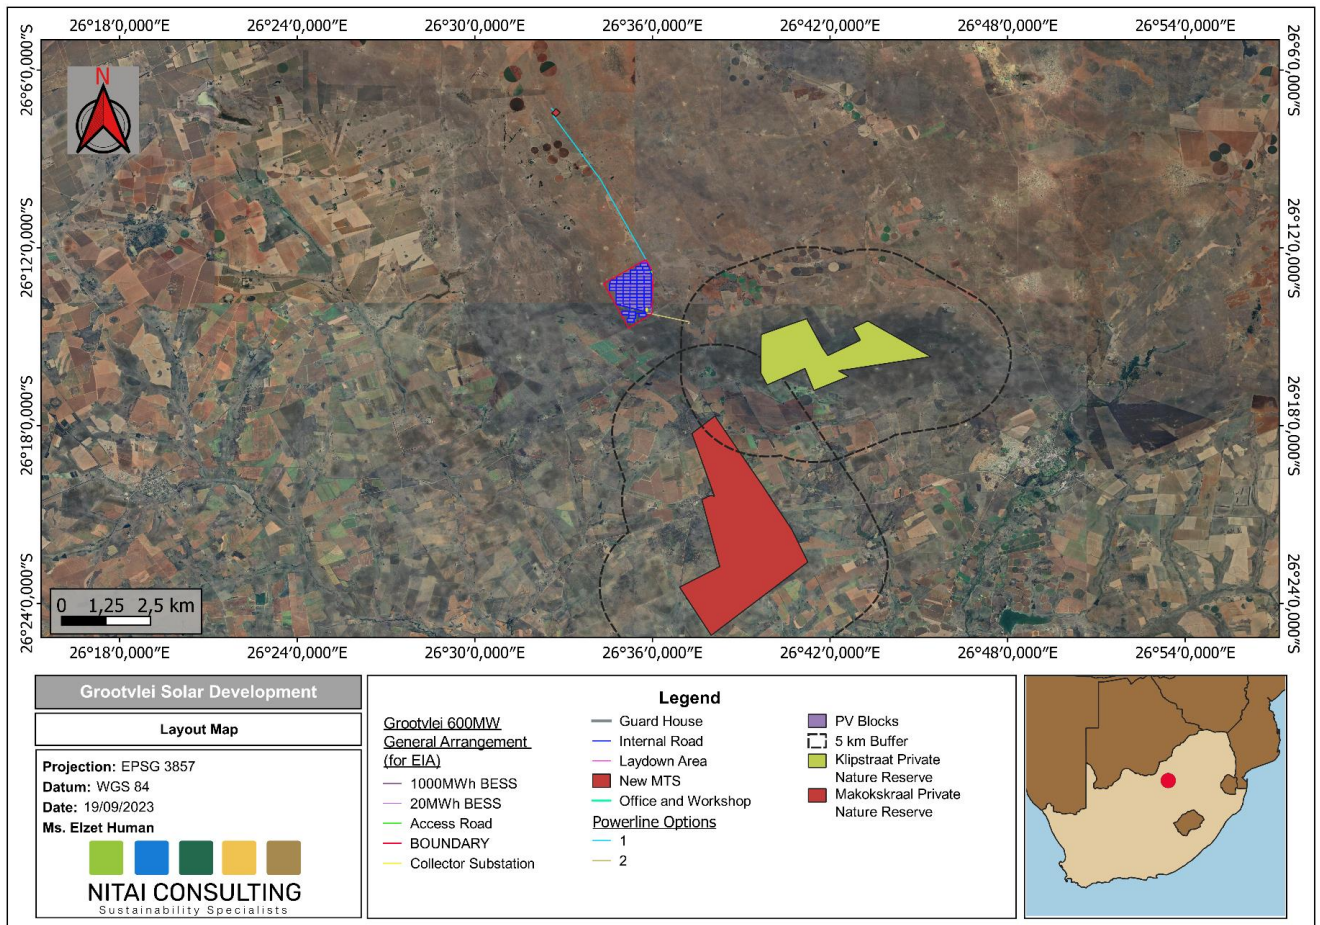 26°18′0,000″E 26°24′0,000″E 26°30′0,000″E 26°36′0,000″E 26°42′0,000″E 26°48′0,000″E 26°54′0,000″E
26°6′0,000″S
26°12′0,000″S
26°18′0,000″S
26°24′0,000″S
N
26°6′0,000″S
26°12′0,000″S
26°18′0,000″S
26°24′0,000″S
0 1,25 2,5 km
26°18′0,000″E 26°24′0,000″E 26°30′0,000″E 26°36′0,000″E 26°42′0,000″E 26°48′0,000″E 26°54′0,000″E
Grootvlei Solar Development
Layout Map
Projection: EPSG 3857
Datum: WGS 84
Date: 19/09/2023
Ms. Elzet Human
NITAI CONSULTING
Sustainability Specialists
Legend
Grootvlei 600MW
General Arrangement
(for EIA)
1000MWh BESS
20MWh BESS
Access Road
BOUNDARY
Collector Substation
Guard House
Internal Road
Laydown Area
New MTS
Office and Workshop
Powerline Options
1
2
PV Blocks
5 km Buffer
Klipstraat Private
Nature Reserve
Makokskraal Private
Nature Reserve